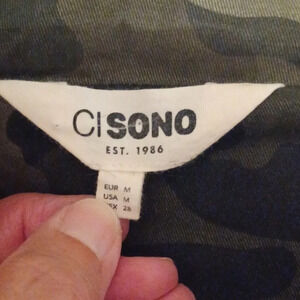 CISONO
EST. 1986
EUR M
USA M
MEX 28